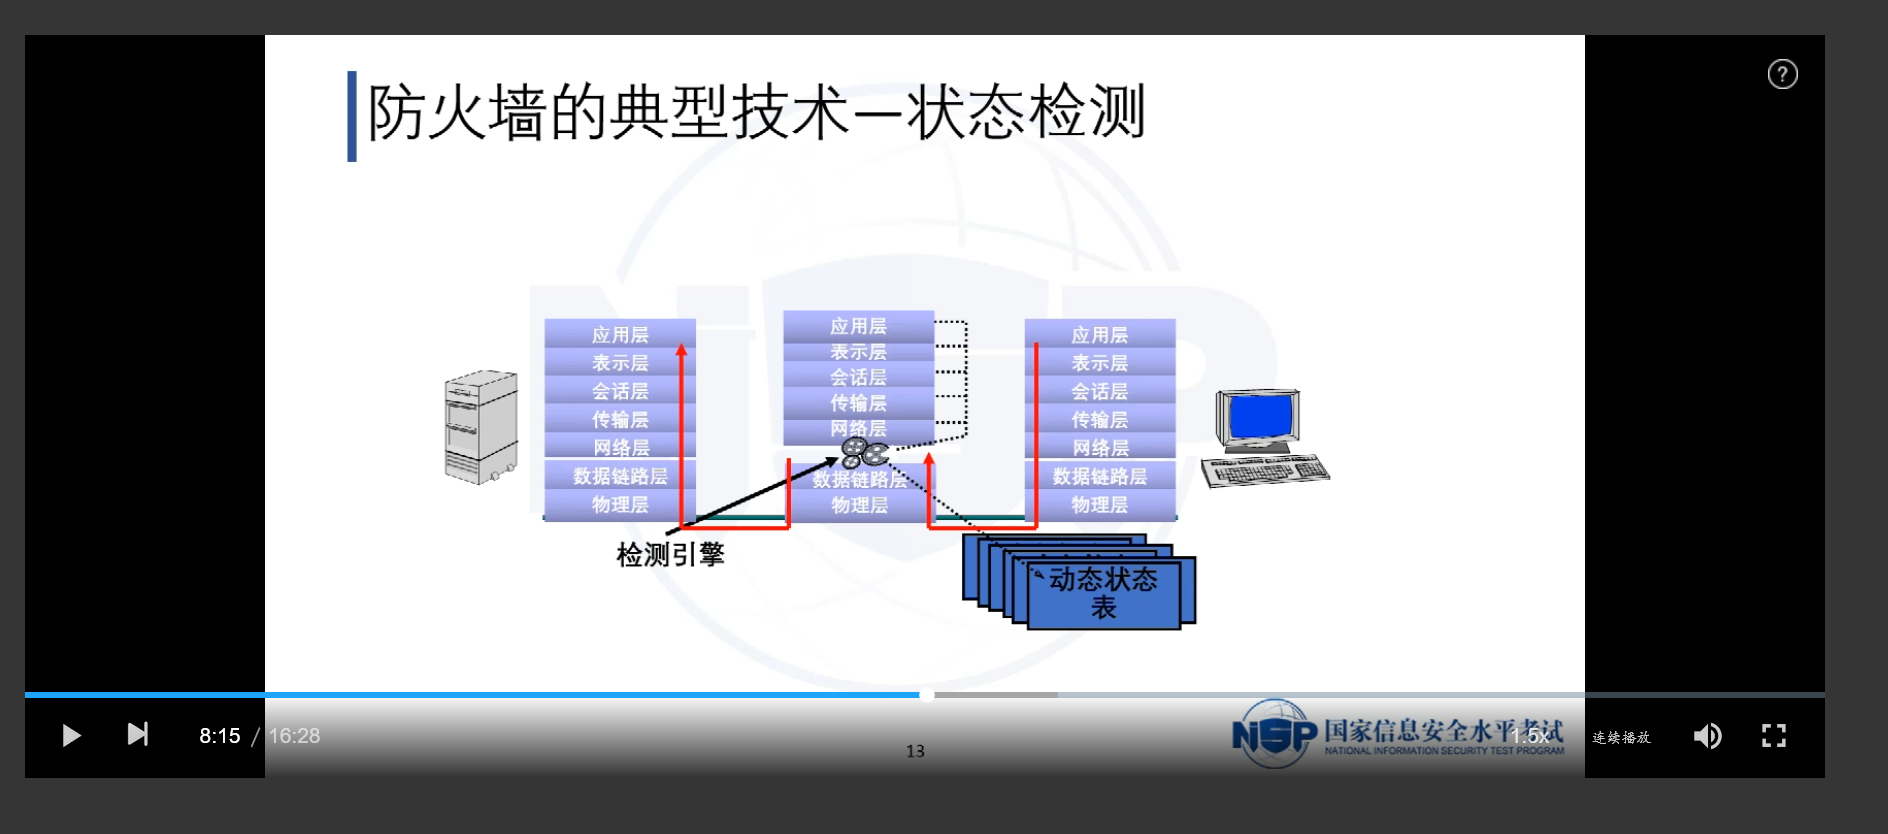 防火墙的典型技术—状态检测
应用层
表示层
会话层
传输层
网络层
数据链路层
物理层
应用层
表示层
会话层
传输层
网络层
数据链路层
物理层
应用层
表示层
会话层
传输层
网络层
数据链路层
物理层
检测引擎
动态状态
表
8:15 / 16:28
13
NISP 国家信息安全水平考试
NATIONAL INFORMATION SECURITY TEST PROGRAM
1.5x
连续播放
?